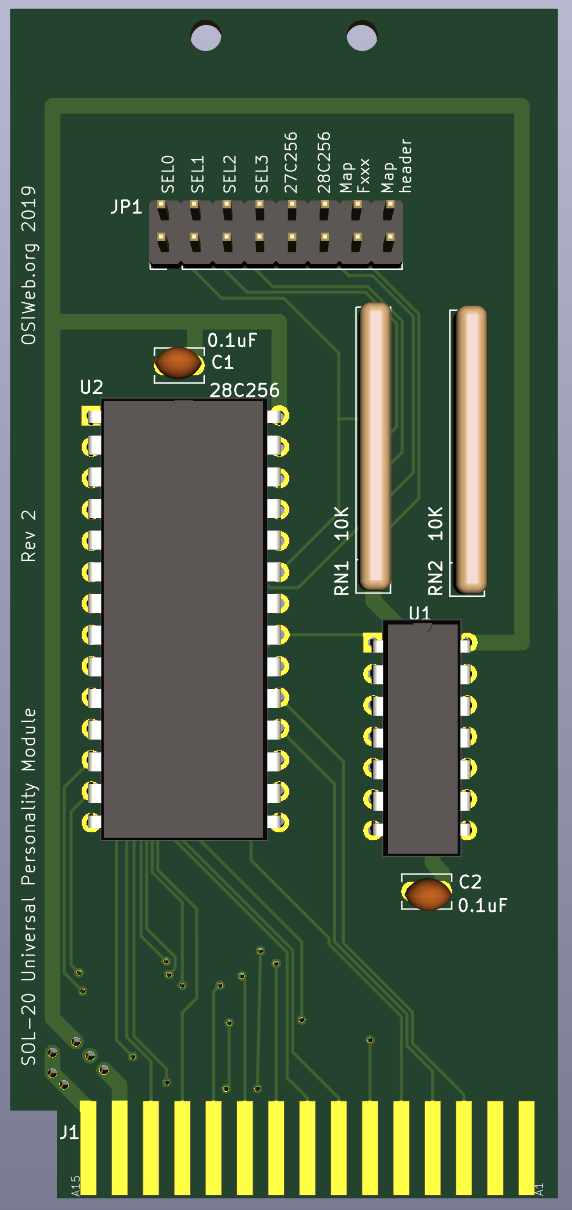 SEL0
SEL1
SEL2
SEL3
27C256
28C256
Map
Fxxx
Map
header
JP1
OSIWeb.org 2019
0.1uF
C1
U2
28C256
Rev 2
RN1 10K
RN2 10K
U1
SOL-20 Universal Personality Module
C2
0.1uF
J1
A15
A1